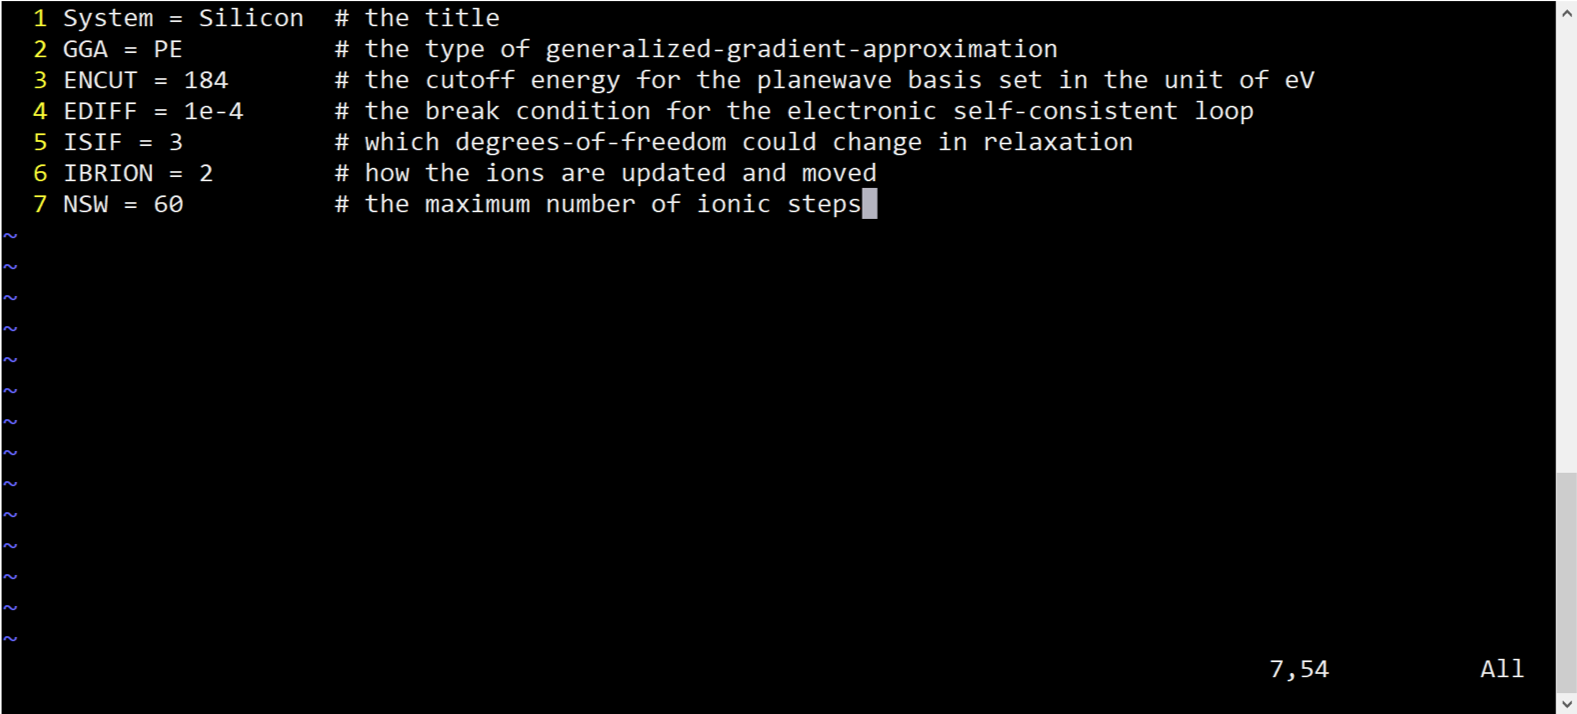 1 System = Silicon  # the title
2 GGA = PE          # the type of generalized-gradient-approximation
3 ENCUT = 184       # the cutoff energy for the planewave basis set in the unit of eV
4 EDIFF = 1e-4      # the break condition for the electronic self-consistent loop
5 ISIF = 3          # which degrees-of-freedom could change in relaxation
6 IBRION = 2        # how the ions are updated and moved
7 NSW = 60          # the maximum number of ionic steps
~
~
~
~
~
~
~
~
~
~
~
~
~
~
7,54          All